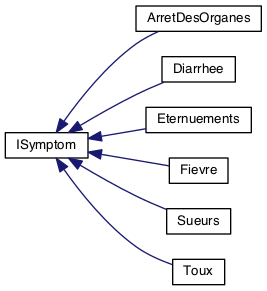 ArretDesOrganes
Diarrhee
Eternuements
ISymptom
Fievre
Sueurs
Toux